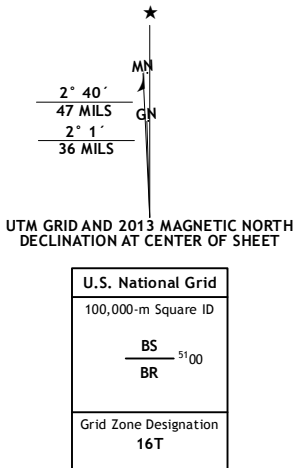 ★
MN
2° 40´
47 MILS
GN
2° 1´
36 MILS
UTM GRID AND 2013 MAGNETIC NORTH
DECLINATION AT CENTER OF SHEET
U.S. National Grid
100,000-m Square ID
BS
5100
BR
Grid Zone Designation
16T